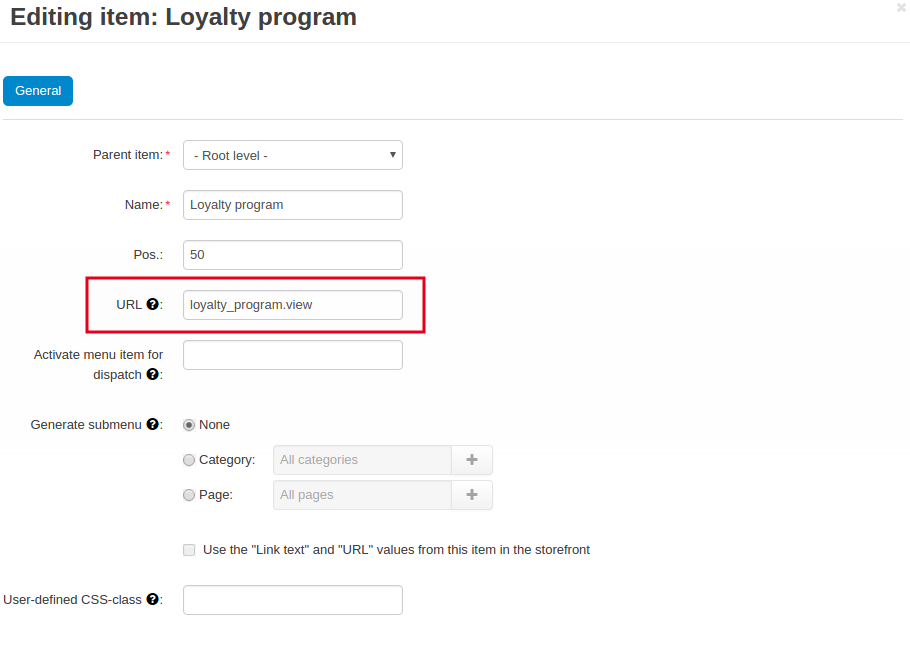 Editing item: Loyalty program
General
Parent item:* - Root level -
Name:* Loyalty program
Pos.: 50
URL ?: loyalty_program.view
Activate menu item for
dispatch ?:
Generate submenu ?: None
Category: All categories +
Page: All pages +
Use the "Link text" and "URL" values from this item in the storefront
User-defined CSS-class ?: